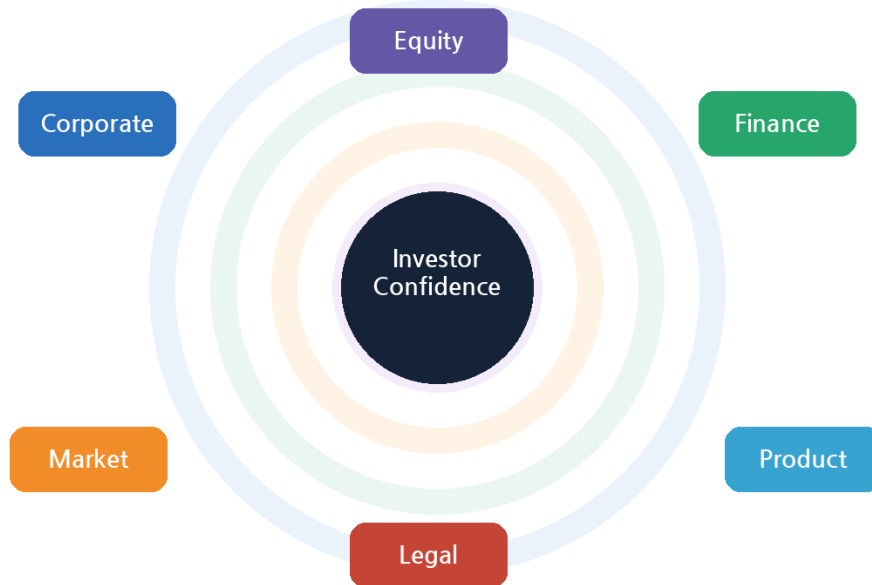 Equity
Corporate
Finance
Investor
Confidence
Market
Product
Legal